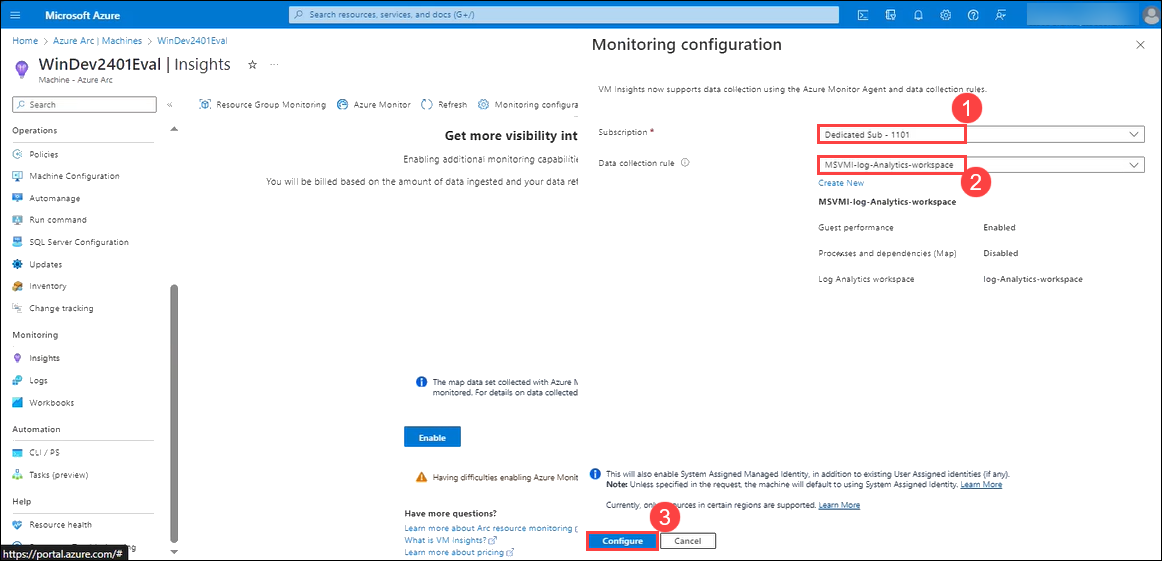 Microsoft Azure
Search resources, services, and docs (G+/)
Home > Azure Arc | Machines > WinDev2401Eval
WinDev2401Eval | Insights
Machine - Azure Arc
Search
Operations
Policies
Machine Configuration
Automanage
Run command
SQL Server Configuration
Updates
Inventory
Change tracking
Monitoring
Insights
Logs
Workbooks
Automation
CLI / PS
Tasks (preview)
Help
Resource health
https://portal.azure.com/#
Resource Group Monitoring
Azure Monitor
Refresh
Monitoring configura
Get more visibility int
Enabling additional monitoring capabilitie
You will be billed based on the amount of data ingested and your data ret
The map data set collected with Azure M
monitored. For details on data collected
Enable
Having difficulties enabling Azure Monit
Have more questions?
Learn more about Arc resource monitoring
What is VM Insights?
Learn more about pricing
Monitoring configuration
VM Insights now supports data collection using the Azure Monitor Agent and data collection rules.
1
Subscription *
Dedicated Sub - 1101
Data collection rule
MSVMI-log-Analytics-workspace
2
Create New
MSVMI-log-Analytics-workspace
Guest performance Enabled
Processes and dependencies (Map) Disabled
Log Analytics workspace log-Analytics-workspace
This will also enable System Assigned Managed Identity, in addition to existing User Assigned identities (if any).
Note: Unless specified in the request, the machine will default to using System Assigned Identity. Learn More
Currently, only resources in certain regions are supported. Learn More
3
Configure
Cancel